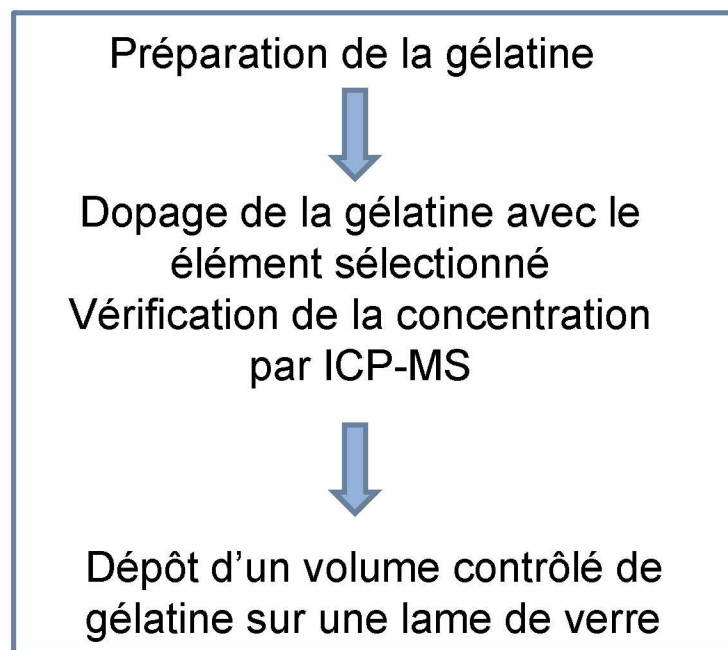 Préparation de la gélatine
Dopage de la gélatine avec le
élément sélectionné
Vérification de la concentration
par ICP-MS
Dépôt d'un volume contrôlé de
gélatine sur une lame de verre